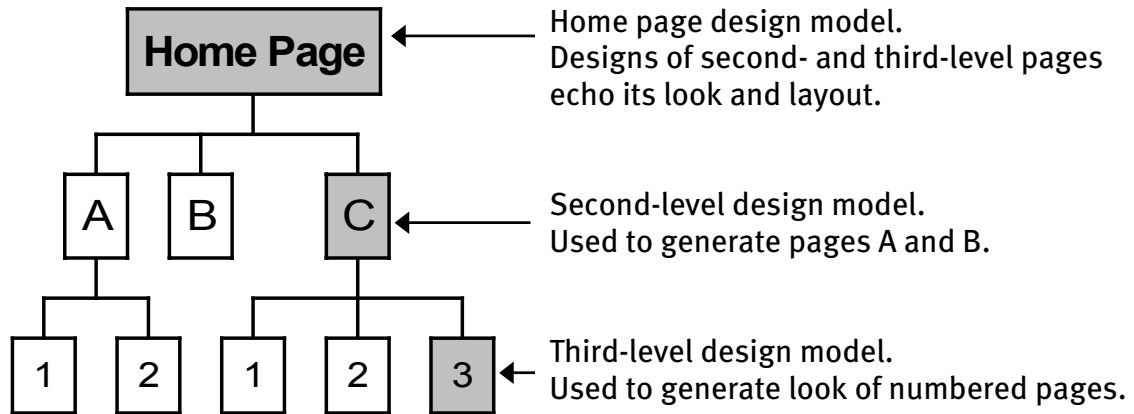 Home Page
Home page design model.
Designs of second- and third-level pages
echo its look and layout.
A B C
Second-level design model.
Used to generate pages A and B.
1 2 1 2 3
Third-level design model.
Used to generate look of numbered pages.